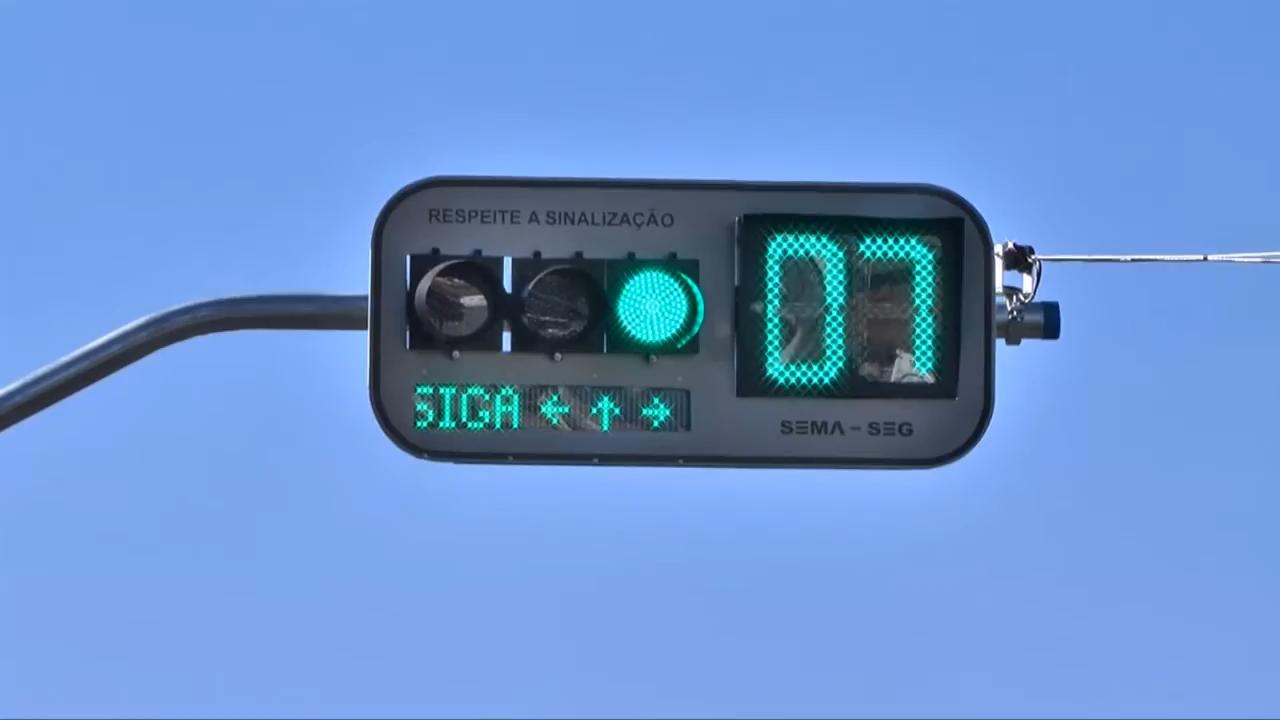 RESPEITE A SINALIZAÇÃO
07
SIGA ← ↑ →
SEMA - SEG